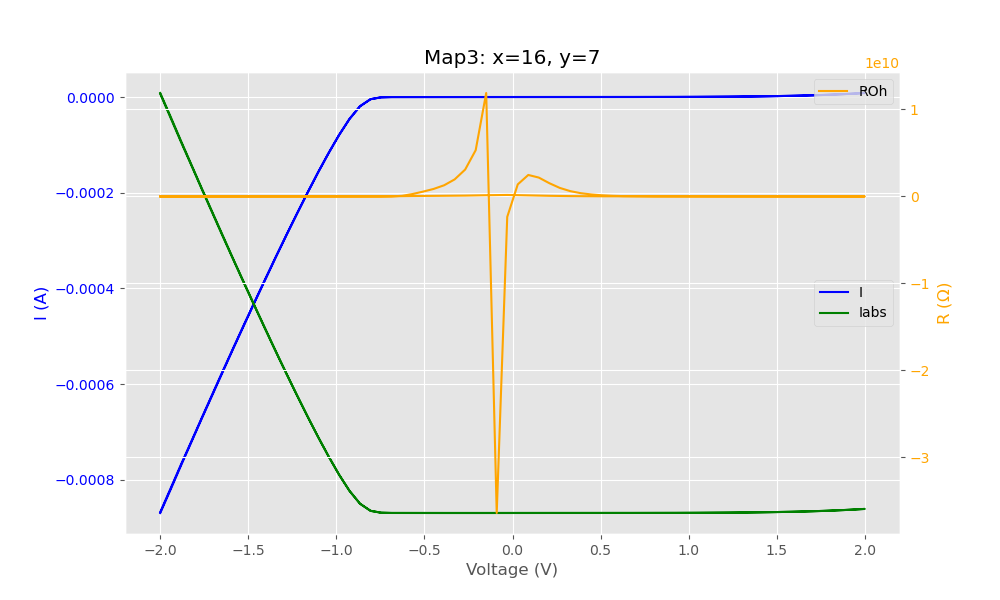 Map3: x=16, y=7
1e10
0.0000
−0.0002
−0.0004
−0.0006
−0.0008
I (A)
ROh
1
0
−1
−2
−3
R (Ω)
I
Iabs
−2.0 −1.5 −1.0 −0.5 0.0 0.5 1.0 1.5 2.0
Voltage (V)